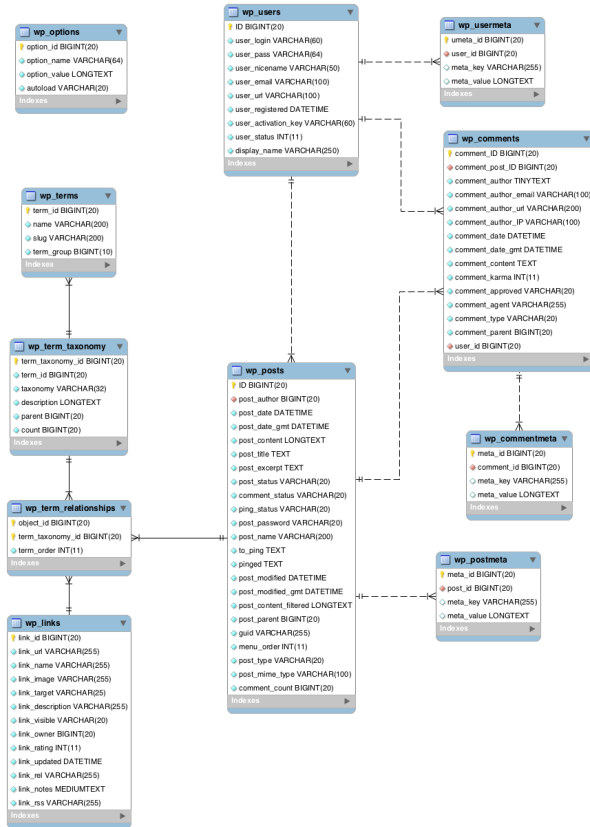 wp_options
option_id BIGINT(20)
option_name VARCHAR(64)
option_value LONGTEXT
autoload VARCHAR(20)
Indexes
wp_users
ID BIGINT(20)
user_login VARCHAR(60)
user_pass VARCHAR(64)
user_nicename VARCHAR(50)
user_email VARCHAR(100)
user_url VARCHAR(100)
user_registered DATETIME
user_activation_key VARCHAR(60)
user_status INT(11)
display_name VARCHAR(250)
Indexes
wp_usermeta
umeta_id BIGINT(20)
user_id BIGINT(20)
meta_key VARCHAR(255)
meta_value LONGTEXT
Indexes
wp_comments
comment_ID BIGINT(20)
comment_post_ID BIGINT(20)
comment_author TINYTEXT
comment_author_email VARCHAR(100)
comment_author_url VARCHAR(200)
comment_author_IP VARCHAR(100)
comment_date DATETIME
comment_date_gmt DATETIME
comment_content TEXT
comment_karma INT(11)
comment_approved VARCHAR(20)
comment_agent VARCHAR(255)
comment_type VARCHAR(20)
comment_parent BIGINT(20)
user_id BIGINT(20)
Indexes
wp_terms
term_id BIGINT(20)
name VARCHAR(200)
slug VARCHAR(200)
term_group BIGINT(10)
Indexes
wp_term_taxonomy
term_taxonomy_id BIGINT(20)
term_id BIGINT(20)
taxonomy VARCHAR(32)
description LONGTEXT
parent BIGINT(20)
count BIGINT(20)
Indexes
wp_posts
ID BIGINT(20)
post_author BIGINT(20)
post_date DATETIME
post_date_gmt DATETIME
post_content LONGTEXT
post_title TEXT
post_excerpt TEXT
post_status VARCHAR(20)
comment_status VARCHAR(20)
ping_status VARCHAR(20)
post_password VARCHAR(20)
post_name VARCHAR(200)
to_ping TEXT
pinged TEXT
post_modified DATETIME
post_modified_gmt DATETIME
post_content_filtered LONGTEXT
post_parent BIGINT(20)
guid VARCHAR(255)
menu_order INT(11)
post_type VARCHAR(20)
post_mime_type VARCHAR(100)
comment_count BIGINT(20)
Indexes
wp_commentmeta
meta_id BIGINT(20)
comment_id BIGINT(20)
meta_key VARCHAR(255)
meta_value LONGTEXT
Indexes
wp_term_relationships
object_id BIGINT(20)
term_taxonomy_id BIGINT(20)
term_order INT(11)
Indexes
wp_postmeta
meta_id BIGINT(20)
post_id BIGINT(20)
meta_key VARCHAR(255)
meta_value LONGTEXT
Indexes
wp_links
link_id BIGINT(20)
link_url VARCHAR(255)
link_name VARCHAR(255)
link_image VARCHAR(255)
link_target VARCHAR(25)
link_description VARCHAR(255)
link_visible VARCHAR(20)
link_owner BIGINT(20)
link_rating INT(11)
link_updated DATETIME
link_rel VARCHAR(255)
link_notes MEDIUMTEXT
link_rss VARCHAR(255)
Indexes